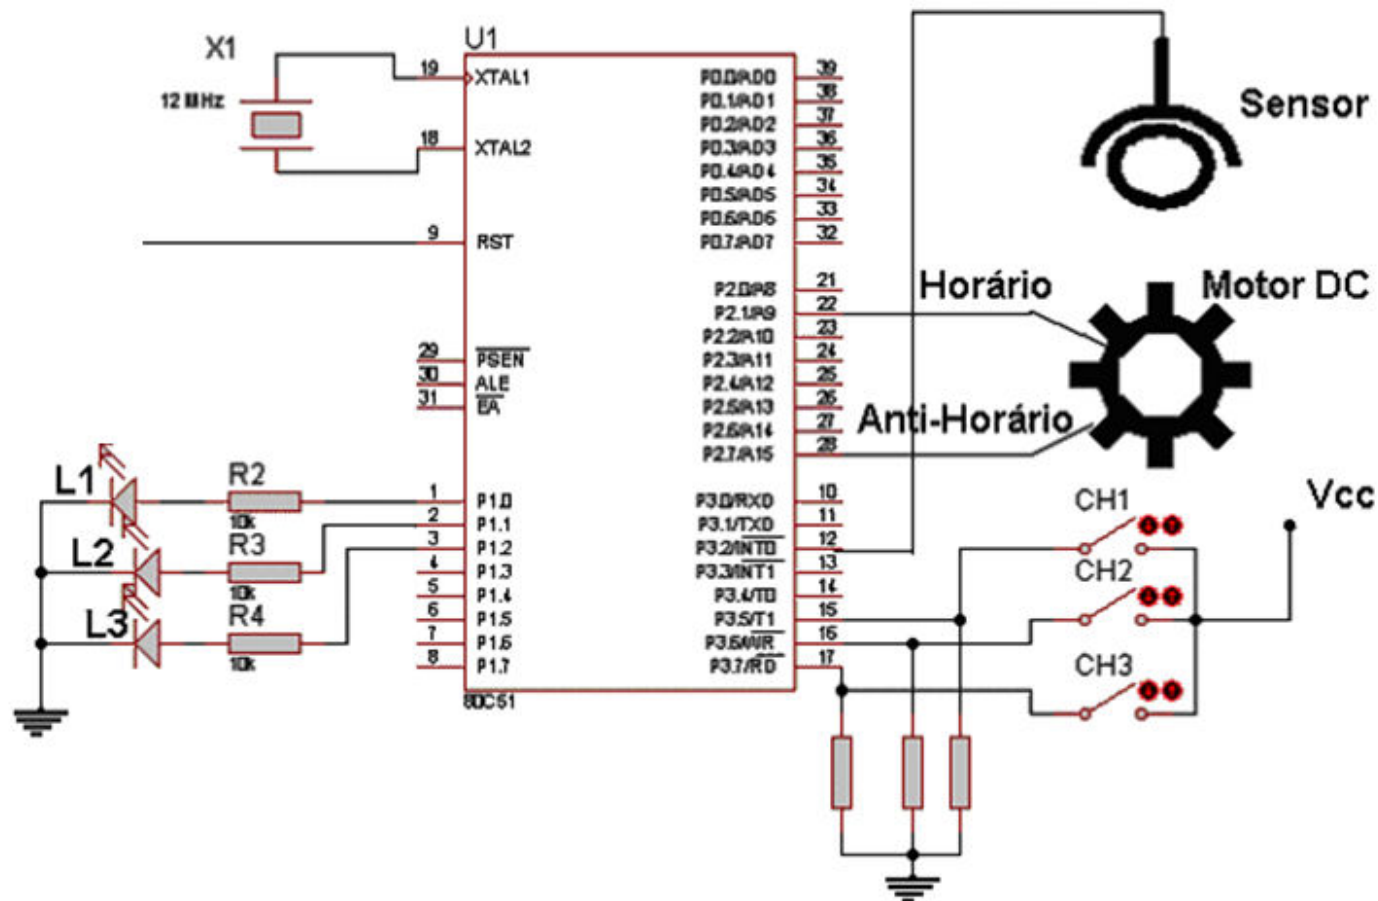 X1
12 MHz
U1
19
XTAL1
18
XTAL2
9
RST
29
PSEN
30
ALE
31
EA
L1
R2
10k
1
P1.0
L2
R3
10k
2
P1.1
L3
R4
10k
3
P1.2
4
P1.3
5
P1.4
6
P1.5
7
P1.6
8
P1.7
80C51
P0.0/AD0
39
P0.1/AD1
38
P0.2/AD2
37
P0.3/AD3
36
P0.4/AD4
35
P0.5/AD5
34
P0.6/AD6
33
P0.7/AD7
32
P2.0/A8
21
P2.1/A9
22
P2.2/A10
23
P2.3/A11
24
P2.4/A12
25
P2.5/A13
26
P2.6/A14
27
P2.7/A15
28
P3.0/RXD
10
P3.1/TXD
11
P3.2/INT0
12
P3.3/INT1
13
P3.4/T0
14
P3.5/T1
15
P3.6/WR
16
P3.7/RD
17
Sensor
Horário
Motor DC
Anti-Horário
Vcc
CH1
CH2
CH3